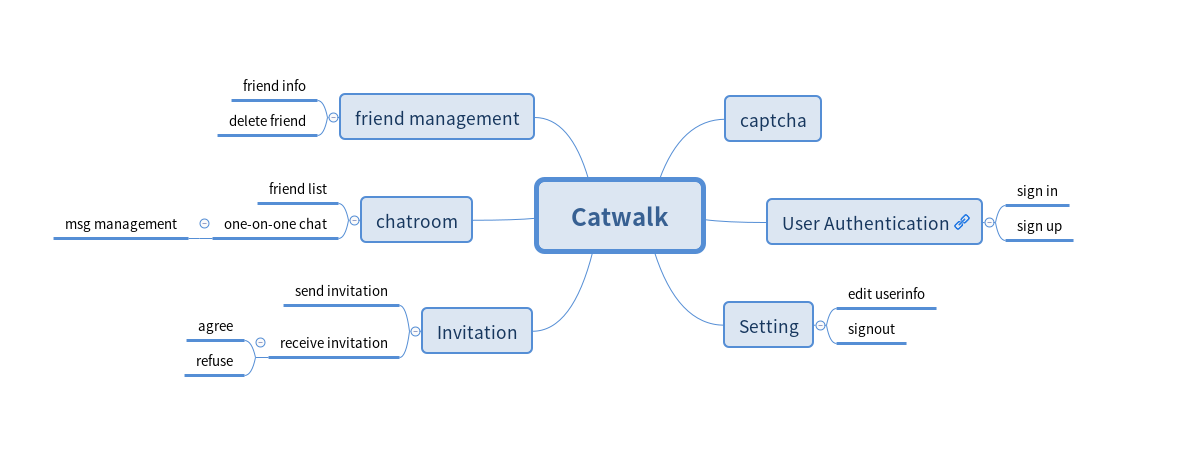 Catwalk
captcha
User Authentication
sign in
sign up
Setting
edit userinfo
signout
friend management
friend info
delete friend
chatroom
friend list
one-on-one chat
msg management
Invitation
send invitation
receive invitation
agree
refuse